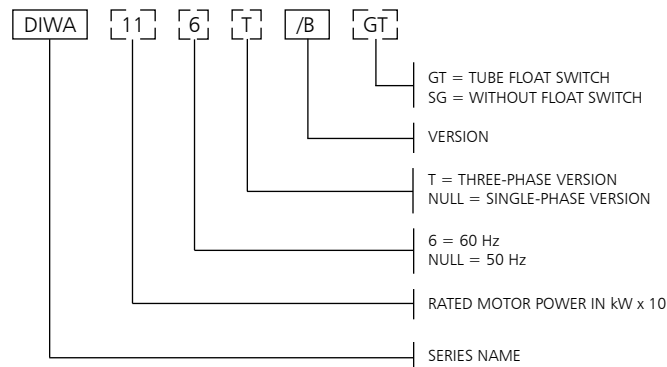 DIWA 11 6 T /B GT
GT = TUBE FLOAT SWITCH
SG = WITHOUT FLOAT SWITCH
VERSION
T = THREE-PHASE VERSION
NULL = SINGLE-PHASE VERSION
6 = 60 Hz
NULL = 50 Hz
RATED MOTOR POWER IN kW x 10
SERIES NAME